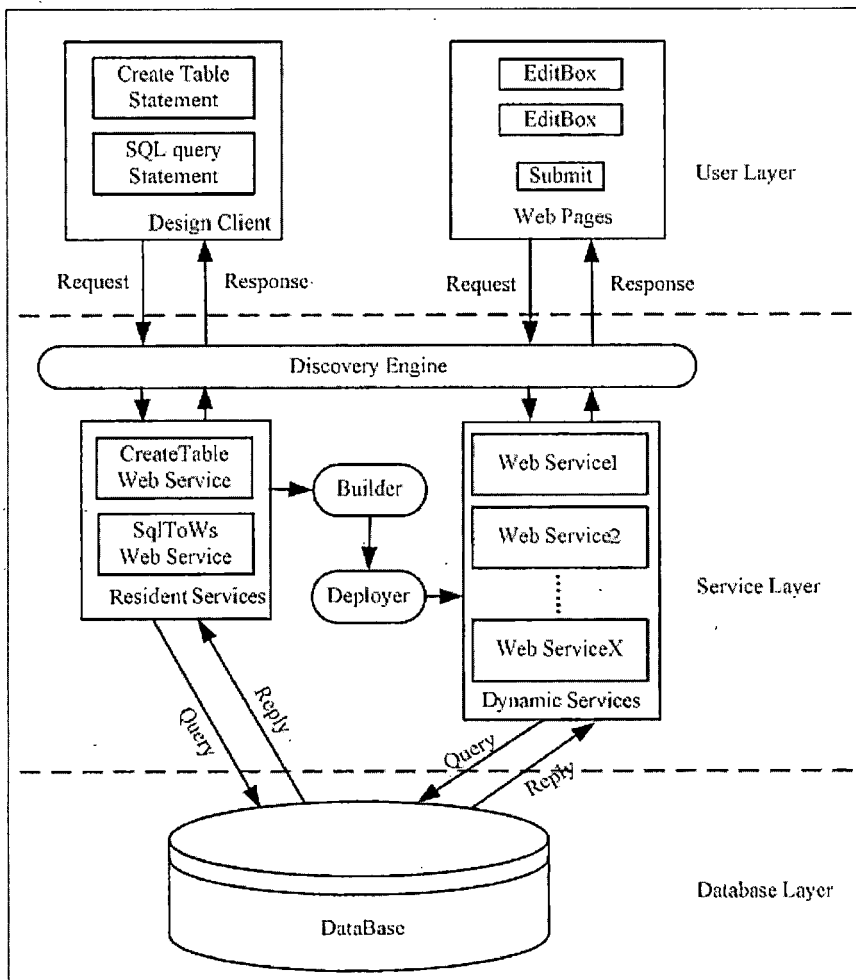 Create Table
Statement
SQL query
Statement
Design Client
EditBox
EditBox
Submit
Web Pages
User Layer
Request
Response
Request
Response
Discovery Engine
CreateTable
Web Service
SqlToWs
Web Service
Resident Services
Builder
Deployer
Web Service1
Web Service2
Web ServiceX
Dynamic Services
Service Layer
Query
Reply
Query
Reply
DataBase
Database Layer